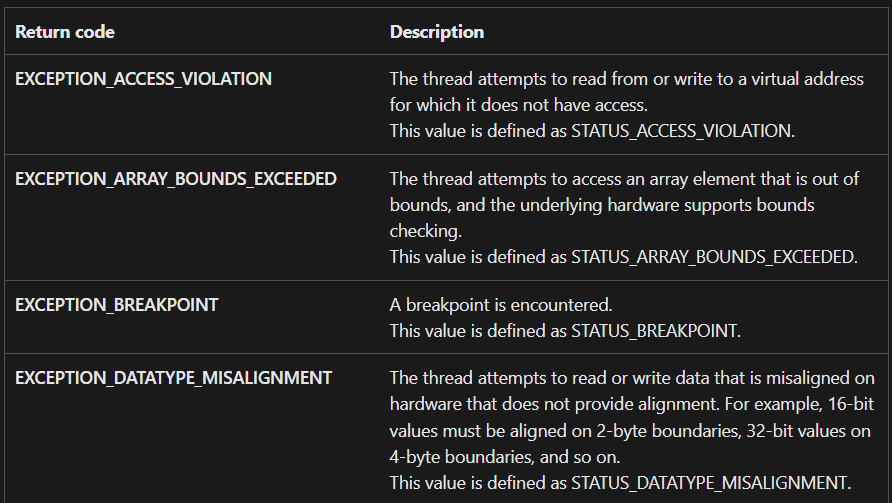 Return code Description
EXCEPTION_ACCESS_VIOLATION The thread attempts to read from or write to a virtual address
for which it does not have access.
This value is defined as STATUS_ACCESS_VIOLATION.
EXCEPTION_ARRAY_BOUNDS_EXCEEDED The thread attempts to access an array element that is out of
bounds, and the underlying hardware supports bounds
checking.
This value is defined as STATUS_ARRAY_BOUNDS_EXCEEDED.
EXCEPTION_BREAKPOINT A breakpoint is encountered.
This value is defined as STATUS_BREAKPOINT.
EXCEPTION_DATATYPE_MISALIGNMENT The thread attempts to read or write data that is misaligned on
hardware that does not provide alignment. For example, 16-bit
values must be aligned on 2-byte boundaries, 32-bit values on
4-byte boundaries, and so on.
This value is defined as STATUS_DATATYPE_MISALIGNMENT.